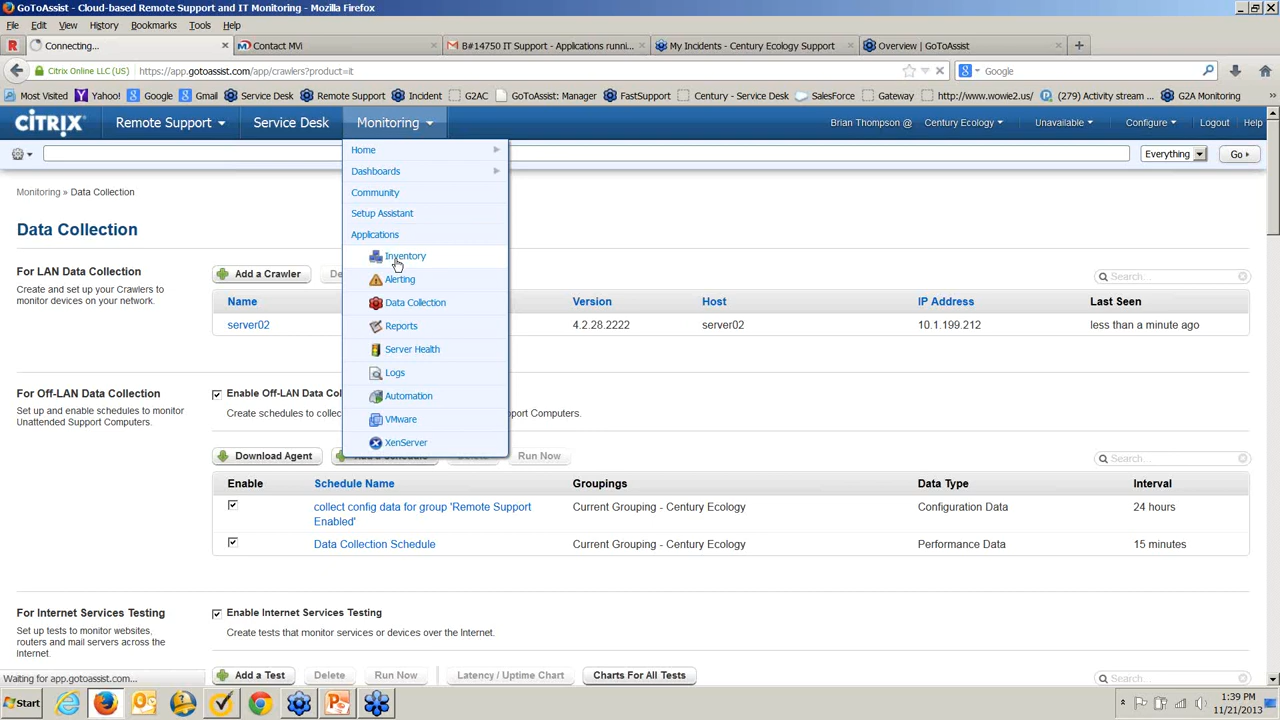 GoToAssist - Cloud-based Remote Support and IT Monitoring - Mozilla Firefox
File Edit View History Bookmarks Tools Help
R Connecting... Contact MVi B#14750 IT Support - Applications runni... My Incidents - Century Ecology Support Overview | GoToAssist
Citrix Online LLC (US) https://app.gotoassist.com/app/crawlers?product=it Google
Most Visited Yahoo! Google Gmail Service Desk Remote Support Incident G2AC GoToAssist: Manager FastSupport Century - Service Desk SalesForce Gateway http://www.wowie2.us/ (279) Activity stream ... G2A Monitoring
CITRIX Remote Support Service Desk Monitoring Brian Thompson @ Century Ecology Unavailable Configure Logout Help
Everything Go
Home
Dashboards
Community
Setup Assistant
Applications
Inventory
Alerting
Data Collection
Reports
Server Health
Logs
Automation
VMware
XenServer
Monitoring » Data Collection
Data Collection
For LAN Data Collection
Create and set up your Crawlers to
monitor devices on your network.
Add a Crawler De Search...
Name Version Host IP Address Last Seen
server02 4.2.28.2222 server02 10.1.199.212 less than a minute ago
For Off-LAN Data Collection
Set up and enable schedules to monitor
Unattended Support Computers.
Enable Off-LAN Data Col
Create schedules to collec pport Computers.
Download Agent Run Now Search...
Enable Schedule Name Groupings Data Type Interval
collect config data for group 'Remote Support
Enabled' Current Grouping - Century Ecology Configuration Data 24 hours
Data Collection Schedule Current Grouping - Century Ecology Performance Data 15 minutes
For Internet Services Testing
Set up tests to monitor websites,
routers and mail servers across the
Internet.
Enable Internet Services Testing
Create tests that monitor services or devices over the Internet.
Add a Test Delete Run Now Latency / Uptime Chart Charts For All Tests Search...
Waiting for app.gotoassist.com...
Start 1:39 PM
11/21/2013